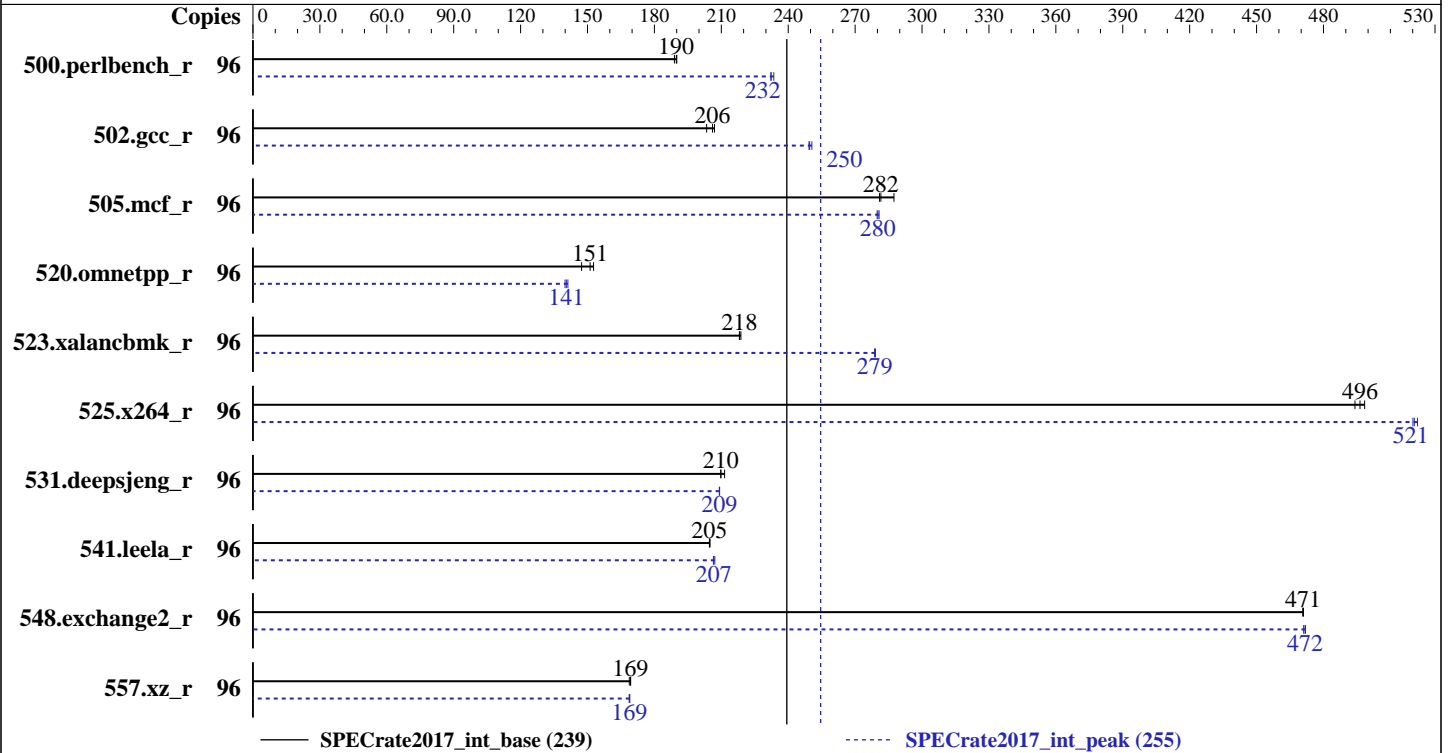 Copies 0 30.0 60.0 90.0 120 150 180 210 240 270 300 330 360 390 420 450 480 530
190
500.perlbench_r 96
232
206
502.gcc_r 96
250
282
505.mcf_r 96
280
151
520.omnetpp_r 96
141
218
523.xalancbmk_r 96
279
496
525.x264_r 96
521
210
531.deepsjeng_r 96
209
205
541.leela_r 96
207
471
548.exchange2_r 96
472
169
557.xz_r 96
169
SPECrate2017_int_base (239) SPECrate2017_int_peak (255)